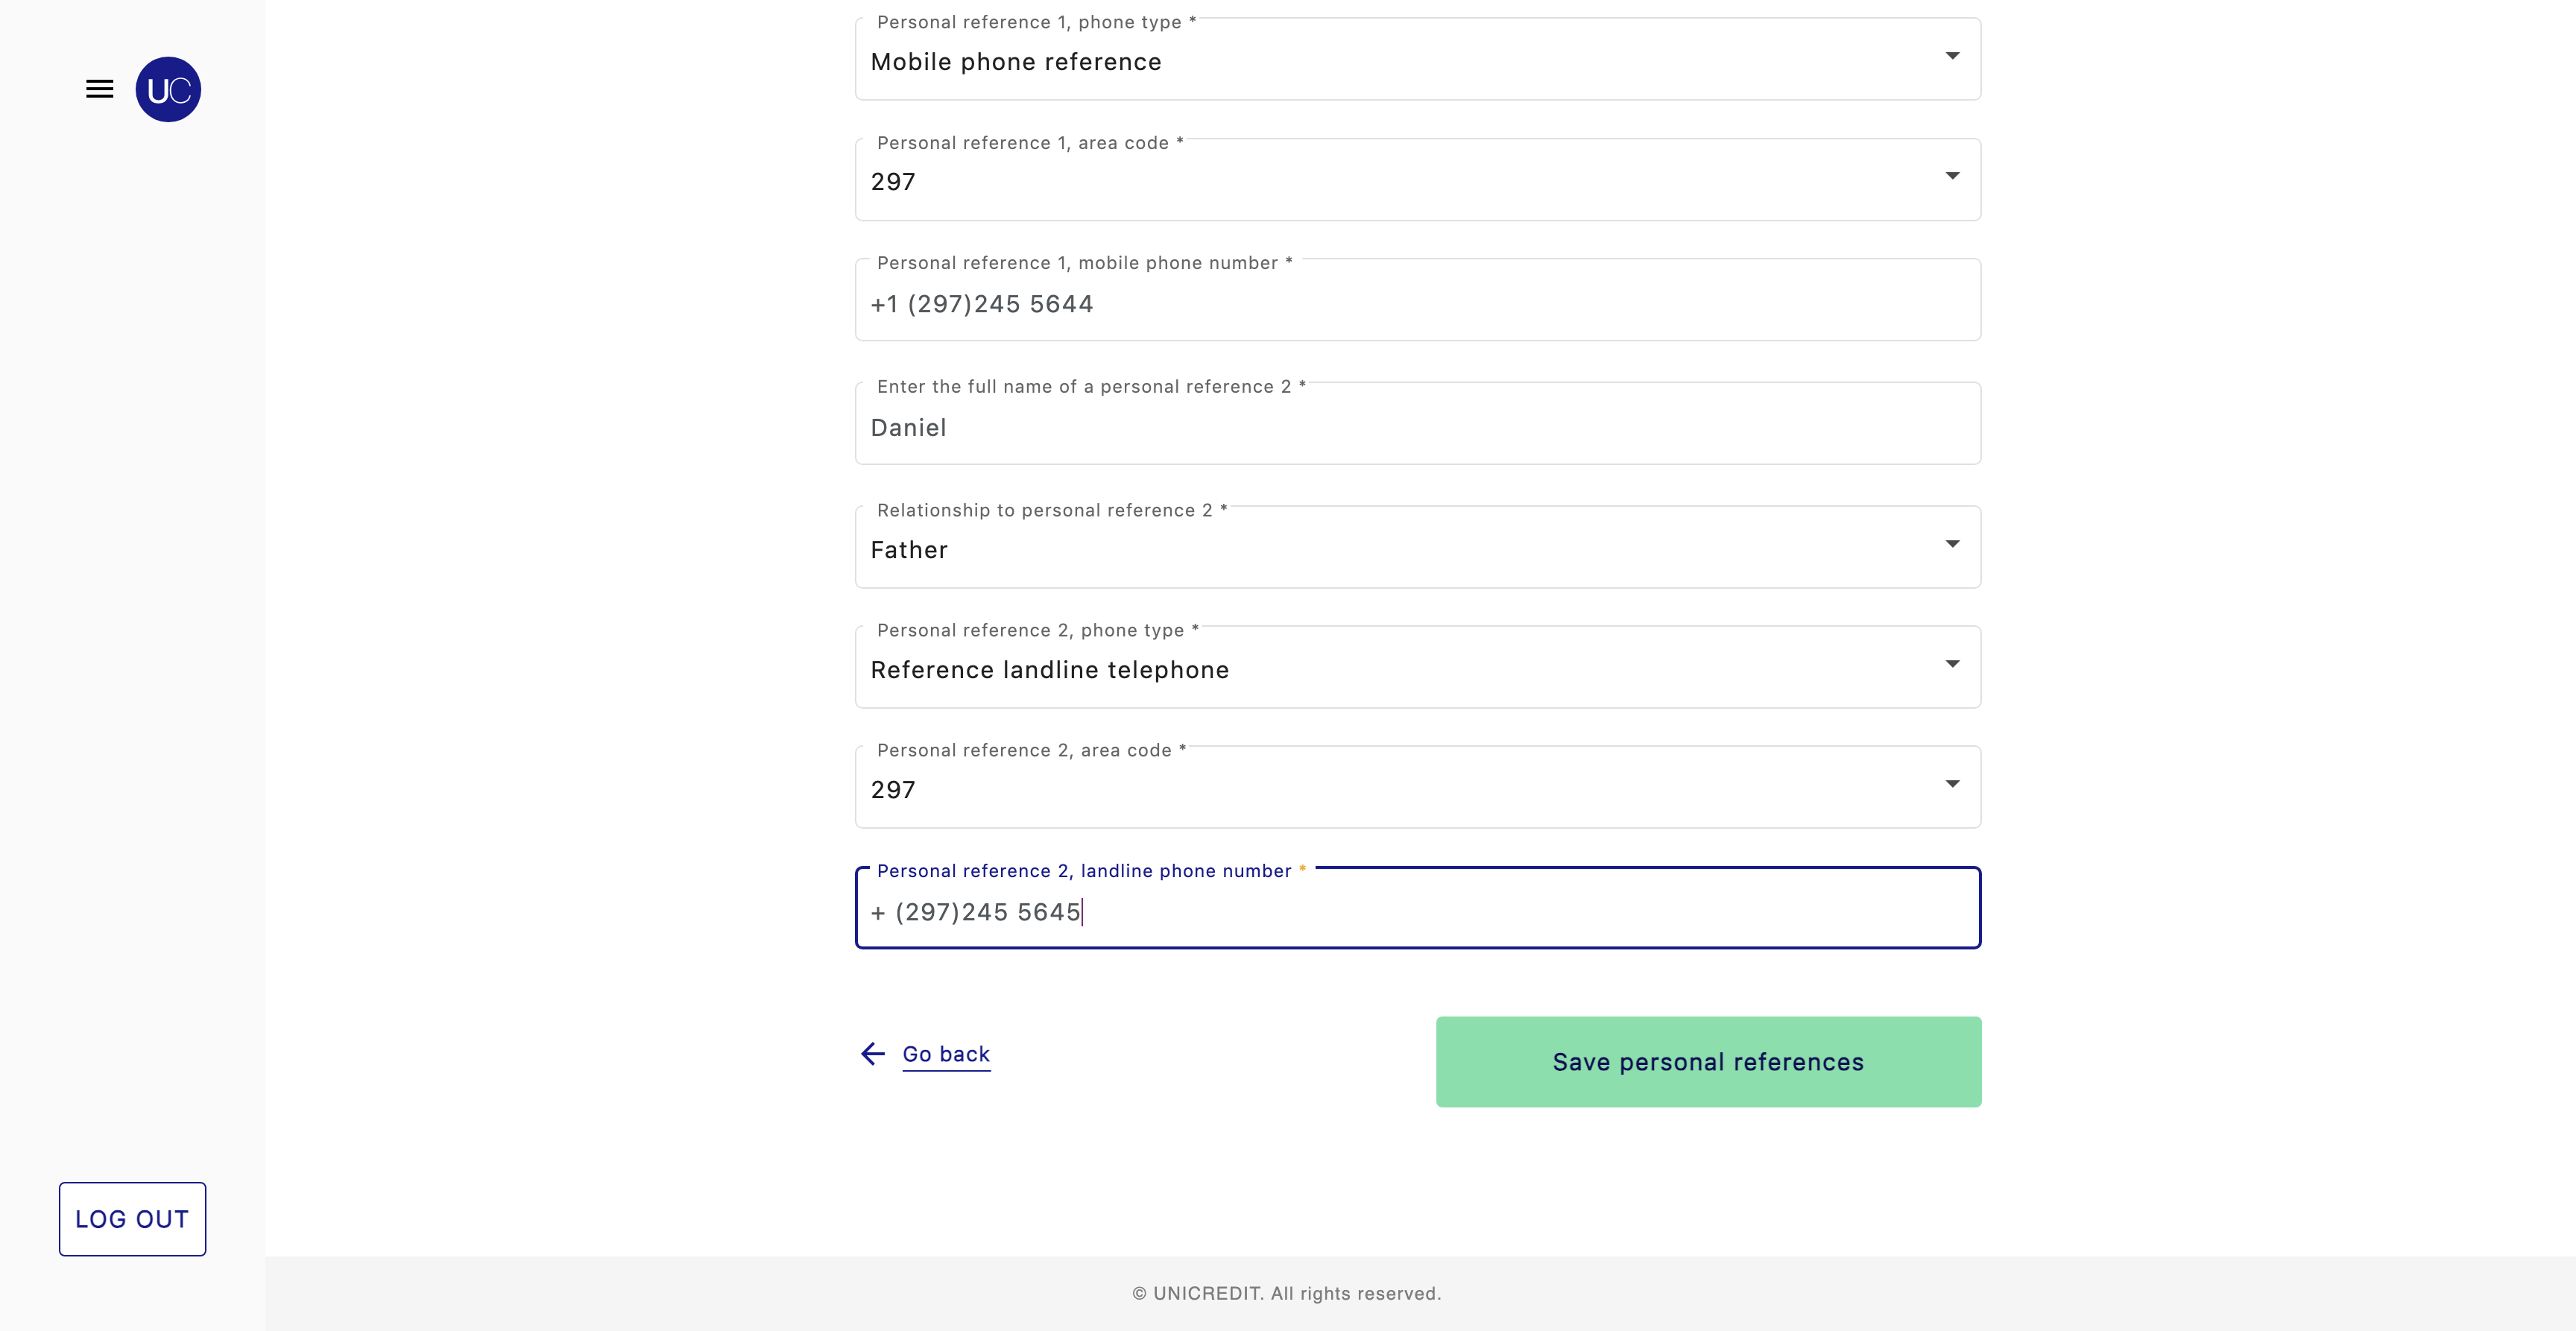 UC
Personal reference 1, phone type *
Mobile phone reference
Personal reference 1, area code *
297
Personal reference 1, mobile phone number *
+1 (297)245 5644
Enter the full name of a personal reference 2 *
Daniel
Relationship to personal reference 2 *
Father
Personal reference 2, phone type *
Reference landline telephone
Personal reference 2, area code *
297
Personal reference 2, landline phone number *
+ (297)245 5645
Go back
Save personal references
LOG OUT
© UNICREDIT. All rights reserved.